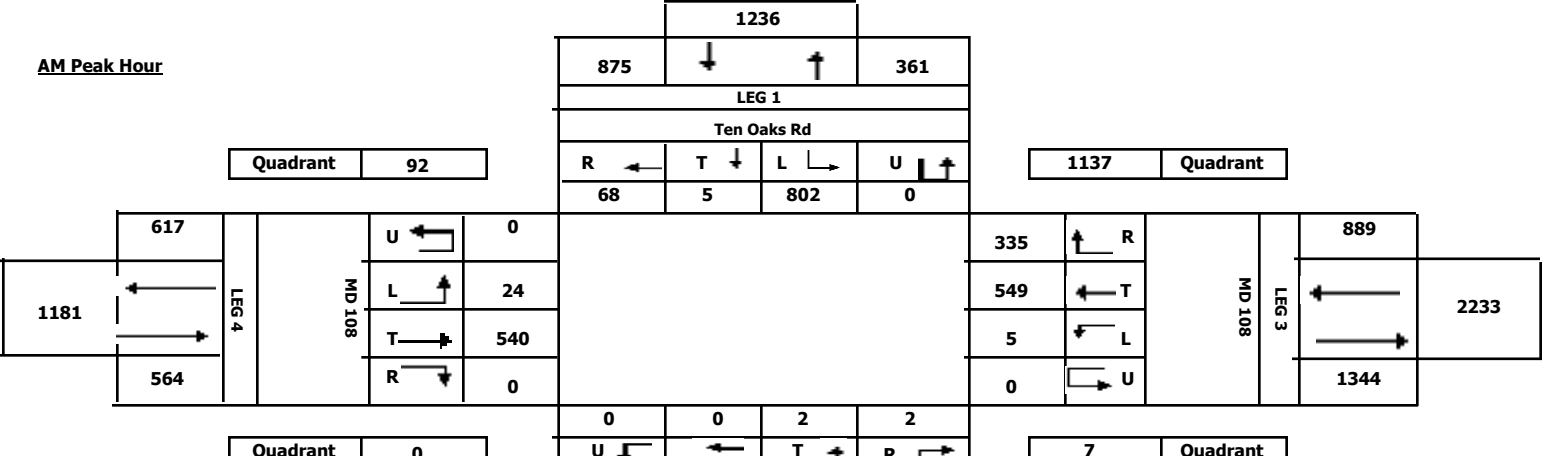 1236
AM Peak Hour
875 361
LEG 1
Ten Oaks Rd
Quadrant 92
R T L U
1137 Quadrant
68 5 802 0
617 U 0
335 R 889
1181 LEG 4 MD 108 L 24
549 T MD 108 LEG 3 2233
T 540
5 L
564 R 0
0 U 1344
0 0 2 2
Quadrant 0
U T R
7 Quadrant